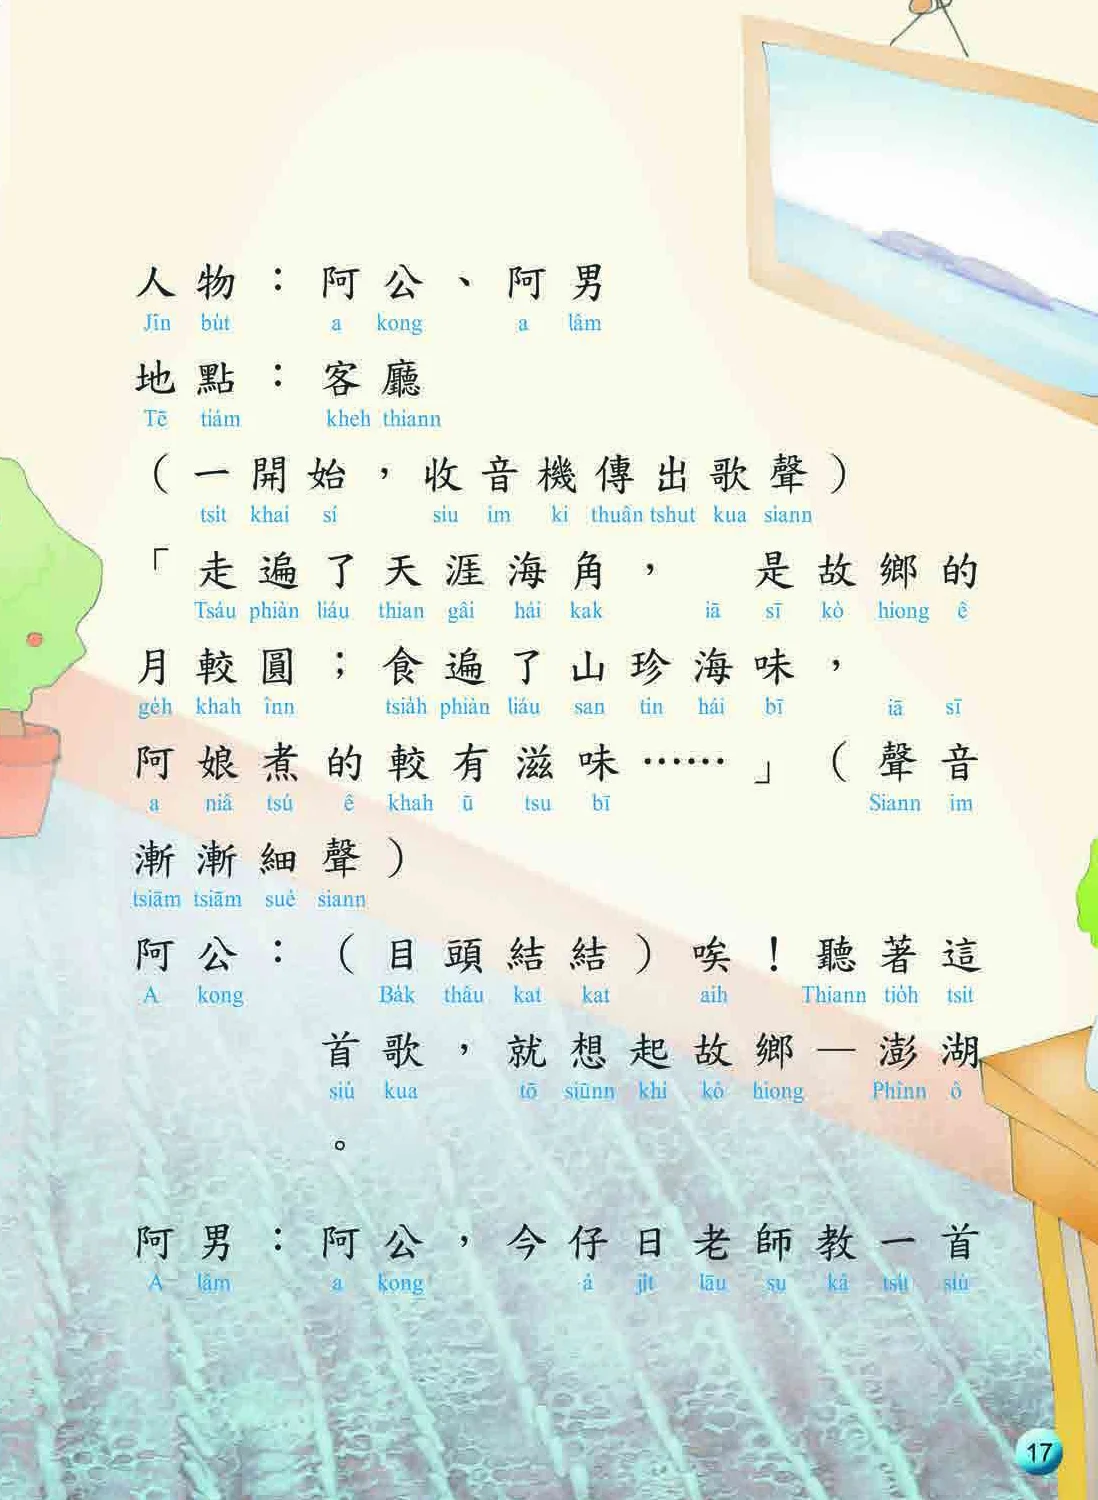 人物：阿公、阿男
Jîn bu̍t a kong a lâm
地點：客廳
Tē tiám kheh thiann
（一開始，收音機傳出歌聲）
tsi̍t khai sí siu im ki thuân tshut kua siann
「走遍了天涯海角， 是故鄉的
Tsáu phiàn liáu thian gâi hái kak iā sī kò hiong ê
月較圓；食遍了山珍海味，
ge̍h khah înn tsia̍h phiàn liáu san tin hái bī iā sī
阿娘煮的較有滋味……」（聲音
a niâ tsú ê khah ū tsu bī Siann im
漸漸細聲）
tsiām tsiām suè siann
阿公：（目頭結結）唉！聽著這
A kong Ba̍k thâu kat kat aih Thiann tio̍h tsit
首歌，就想起故鄉—澎湖
siú kua tō siūnn khí kò hiong Phînn ô
。
阿男：阿公，今仔日老師教一首
A lâm a kong á ji̍t lāu su kà tsi̍t siú
17